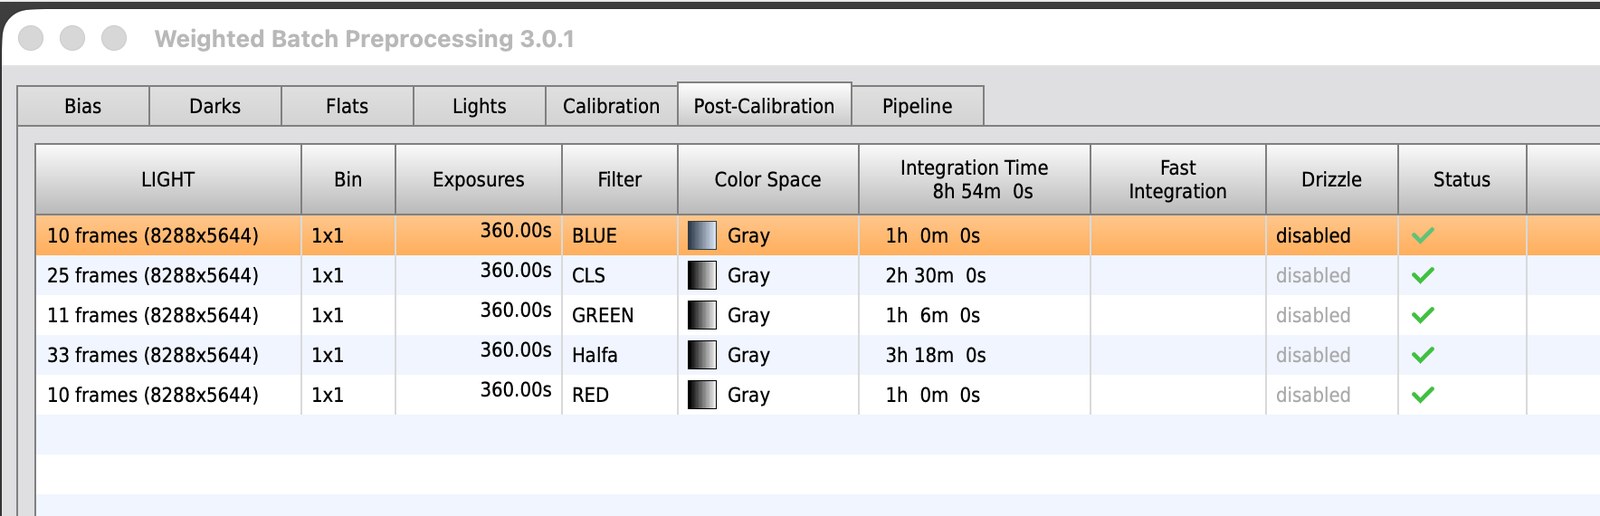 Weighted Batch Preprocessing 3.0.1
Bias Darks Flats Lights Calibration Post-Calibration Pipeline
LIGHT Bin Exposures Filter Color Space Integration Time 8h 54m 0s Fast Integration Drizzle Status
10 frames (8288x5644) 1x1 360.00s BLUE Gray 1h 0m 0s disabled
25 frames (8288x5644) 1x1 360.00s CLS Gray 2h 30m 0s disabled
11 frames (8288x5644) 1x1 360.00s GREEN Gray 1h 6m 0s disabled
33 frames (8288x5644) 1x1 360.00s Halfa Gray 3h 18m 0s disabled
10 frames (8288x5644) 1x1 360.00s RED Gray 1h 0m 0s disabled